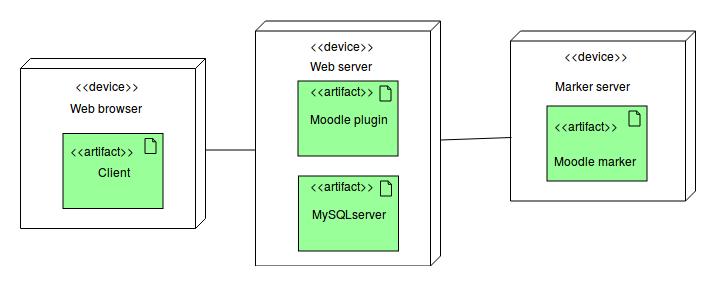 <<device>>
Web browser
<<artifact>>
Client
<<device>>
Web server
<<artifact>>
Moodle plugin
<<artifact>>
MySQLserver
<<device>>
Marker server
<<artifact>>
Moodle marker